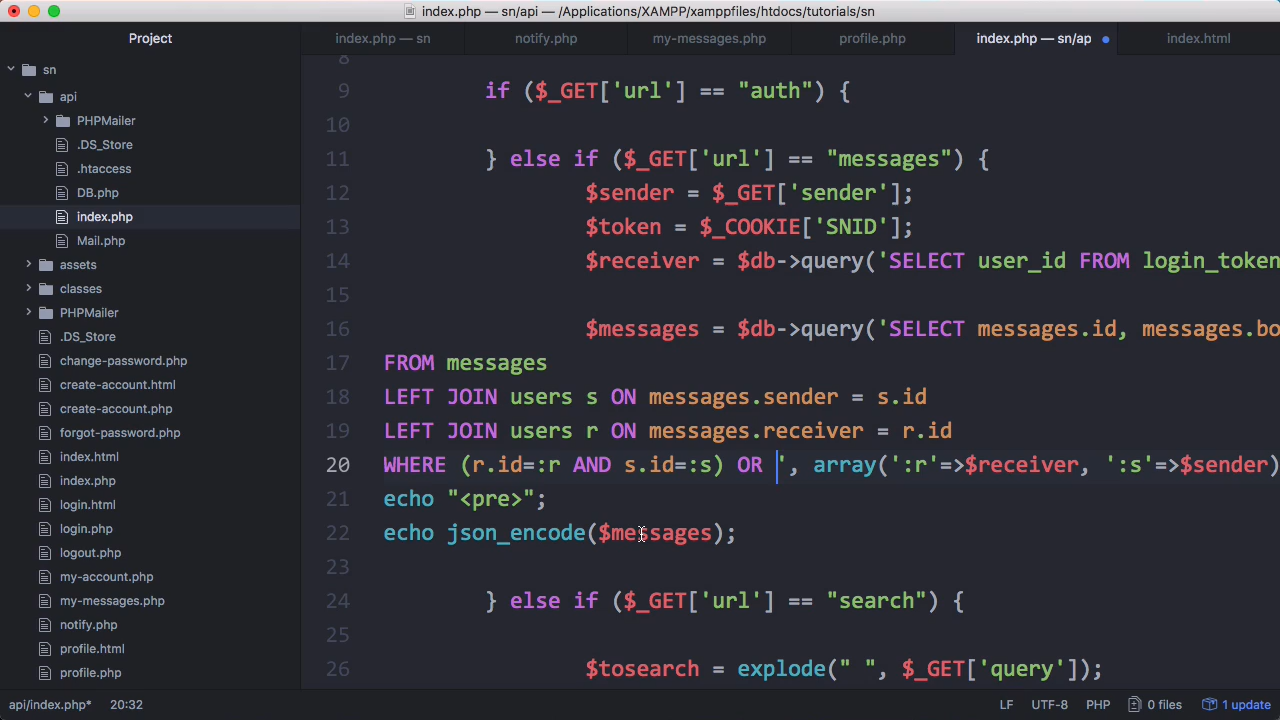 index.php — sn/api — /Applications/XAMPP/xamppfiles/htdocs/tutorials/sn
Project
index.php — sn
notify.php
my-messages.php
profile.php
index.php — sn/ap
index.html
sn
api
PHPMailer
.DS_Store
.htaccess
DB.php
index.php
Mail.php
assets
classes
PHPMailer
.DS_Store
change-password.php
create-account.html
create-account.php
forgot-password.php
index.html
index.php
login.html
login.php
logout.php
my-account.php
my-messages.php
notify.php
profile.html
profile.php
8
9 if ($_GET['url'] == "auth") {
10
11 } else if ($_GET['url'] == "messages") {
12 $sender = $_GET['sender'];
13 $token = $_COOKIE['SNID'];
14 $receiver = $db->query('SELECT user_id FROM login_token
15
16 $messages = $db->query('SELECT messages.id, messages.bo
17 FROM messages
18 LEFT JOIN users s ON messages.sender = s.id
19 LEFT JOIN users r ON messages.receiver = r.id
20 WHERE (r.id=:r AND s.id=:s) OR ', array(':r'=>$receiver, ':s'=>$sender)
21 echo "<pre>";
22 echo json_encode($messages);
23
24 } else if ($_GET['url'] == "search") {
25
26 $tosearch = explode(" ", $_GET['query']);
api/index.php* 20:32
LF UTF-8 PHP 0 files 1 update